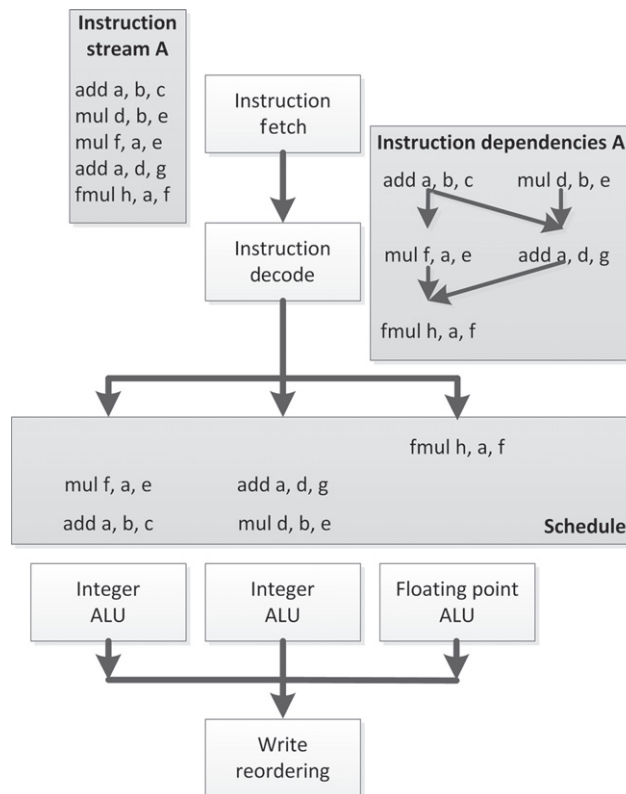 Instruction
stream A
add a, b, c
mul d, b, e
mul f, a, e
add a, d, g
fmul h, a, f
Instruction
fetch
Instruction
decode
Instruction dependencies A
add a, b, c mul d, b, e
mul f, a, e add a, d, g
fmul h, a, f
fmul h, a, f
mul f, a, e add a, d, g
add a, b, c mul d, b, e
Schedule
Integer
ALU
Integer
ALU
Floating point
ALU
Write
reordering